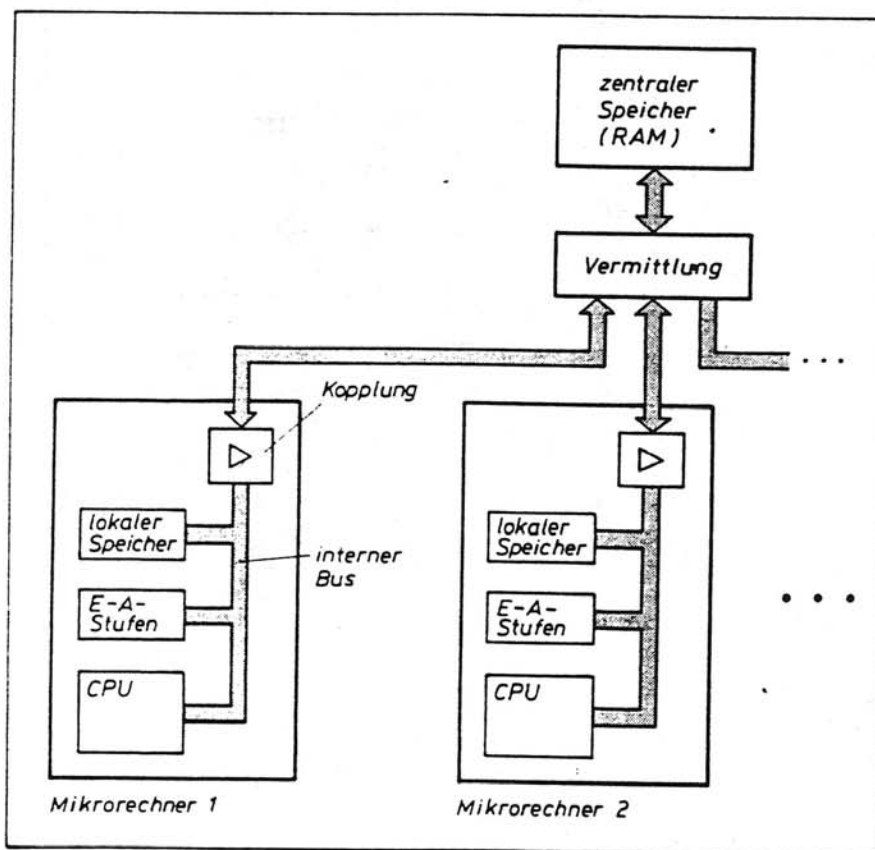 zentraler
Speicher
(RAM)
Vermittlung
...
Kopplung
lokaler
Speicher
interner
Bus
E-A-
Stufen
CPU
Mikrorechner 1
lokaler
Speicher
E-A-
Stufen
CPU
...
Mikrorechner 2